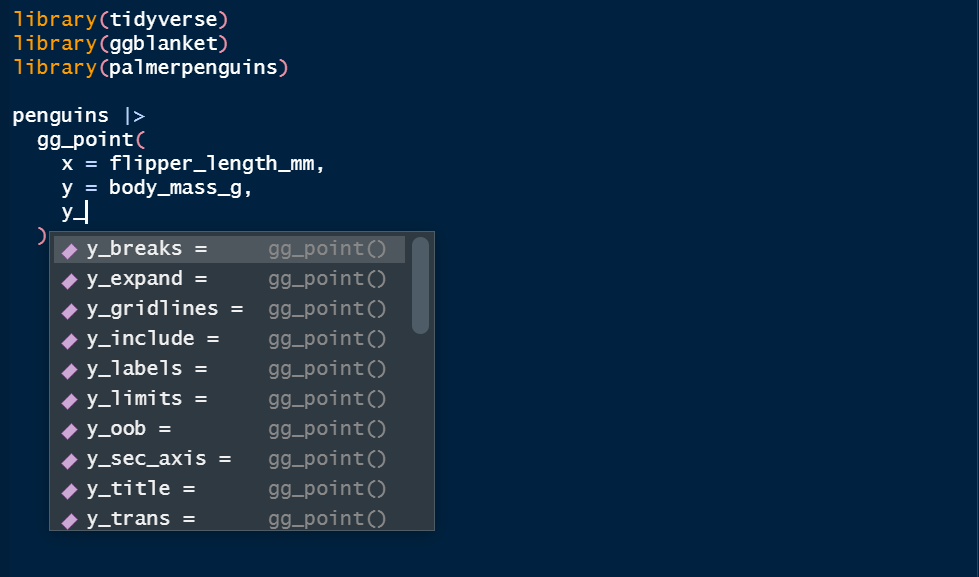 library(tidyverse)
library(ggblanket)
library(palmerpenguins)
penguins |>
gg_point(
x = flipper_length_mm,
y = body_mass_g,
y_
)
y_breaks = gg_point()
y_expand = gg_point()
y_gridlines = gg_point()
y_include = gg_point()
y_labels = gg_point()
y_limits = gg_point()
y_oob = gg_point()
y_sec_axis = gg_point()
y_title = gg_point()
y_trans = gg_point()